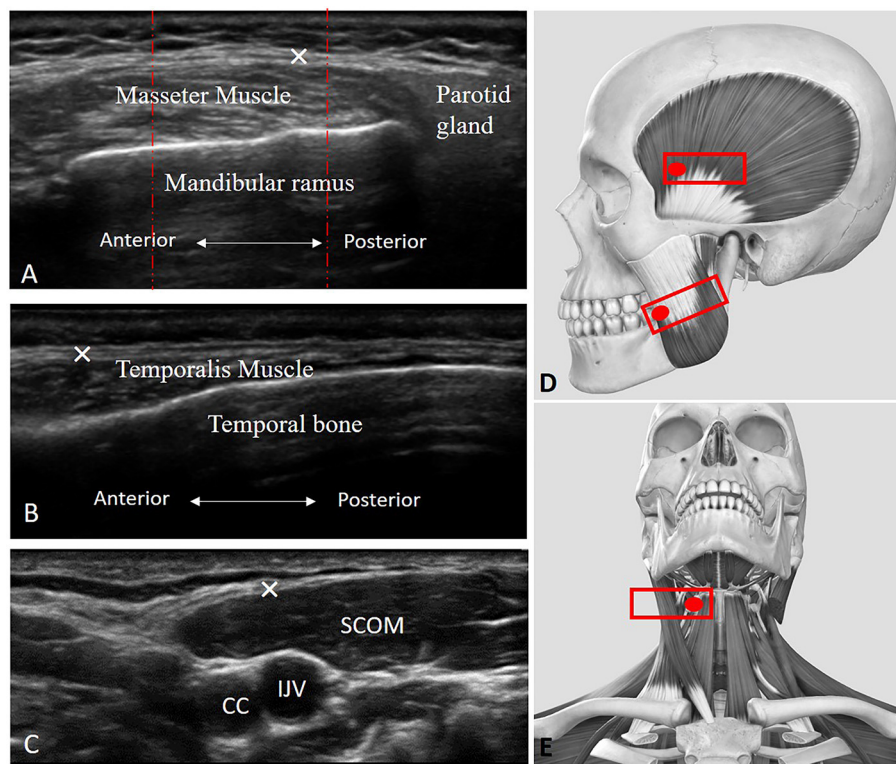 Masseter Muscle
Parotid
gland
Mandibular ramus
Anterior
Posterior
A
Temporalis Muscle
Temporal bone
Anterior
Posterior
B
SCOM
IJV
CC
C
D
E